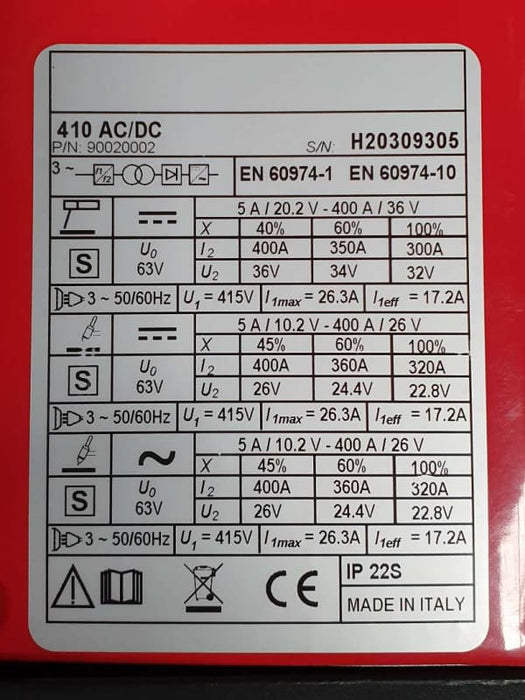 410 AC/DC
P/N: 90020002 S/N: H20309305
3~ f1/f2 EN 60974-1 EN 60974-10
5 A / 20.2 V - 400 A / 36 V
X 40% 60% 100%
S U0 63V I2 400A 350A 300A
U2 36V 34V 32V
3 ~ 50/60Hz U1 = 415V I1max = 26.3A I1eff = 17.2A
5 A / 10.2 V - 400 A / 26 V
X 45% 60% 100%
S U0 63V I2 400A 360A 320A
U2 26V 24.4V 22.8V
3 ~ 50/60Hz U1 = 415V I1max = 26.3A I1eff = 17.2A
5 A / 10.2 V - 400 A / 26 V
~ X 45% 60% 100%
S U0 63V I2 400A 360A 320A
U2 26V 24.4V 22.8V
3 ~ 50/60Hz U1 = 415V I1max = 26.3A I1eff = 17.2A
CE IP 22S
MADE IN ITALY